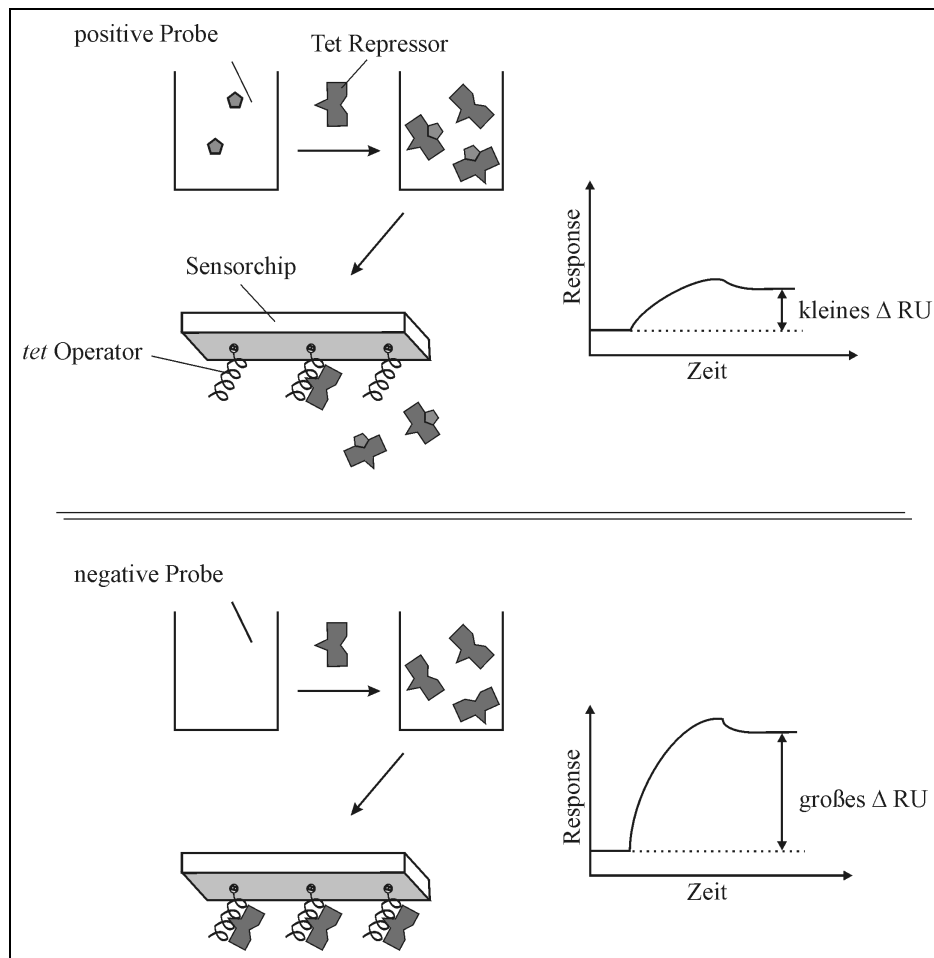 positive Probe
Tet Repressor
Sensorchip
tet Operator
Response
kleines Δ RU
Zeit
negative Probe
Response
großes Δ RU
Zeit